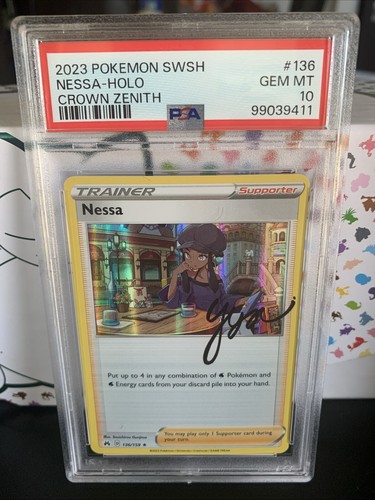 2023 POKEMON SWSH #136
NESSA-HOLO GEM MT
CROWN ZENITH 10
PSA 99039411
TRAINER Supporter
Nessa
Put up to 4 in any combination of Pokémon and
Energy cards from your discard pile into your hand.
You may play only 1 Supporter card during
your turn.
136/159